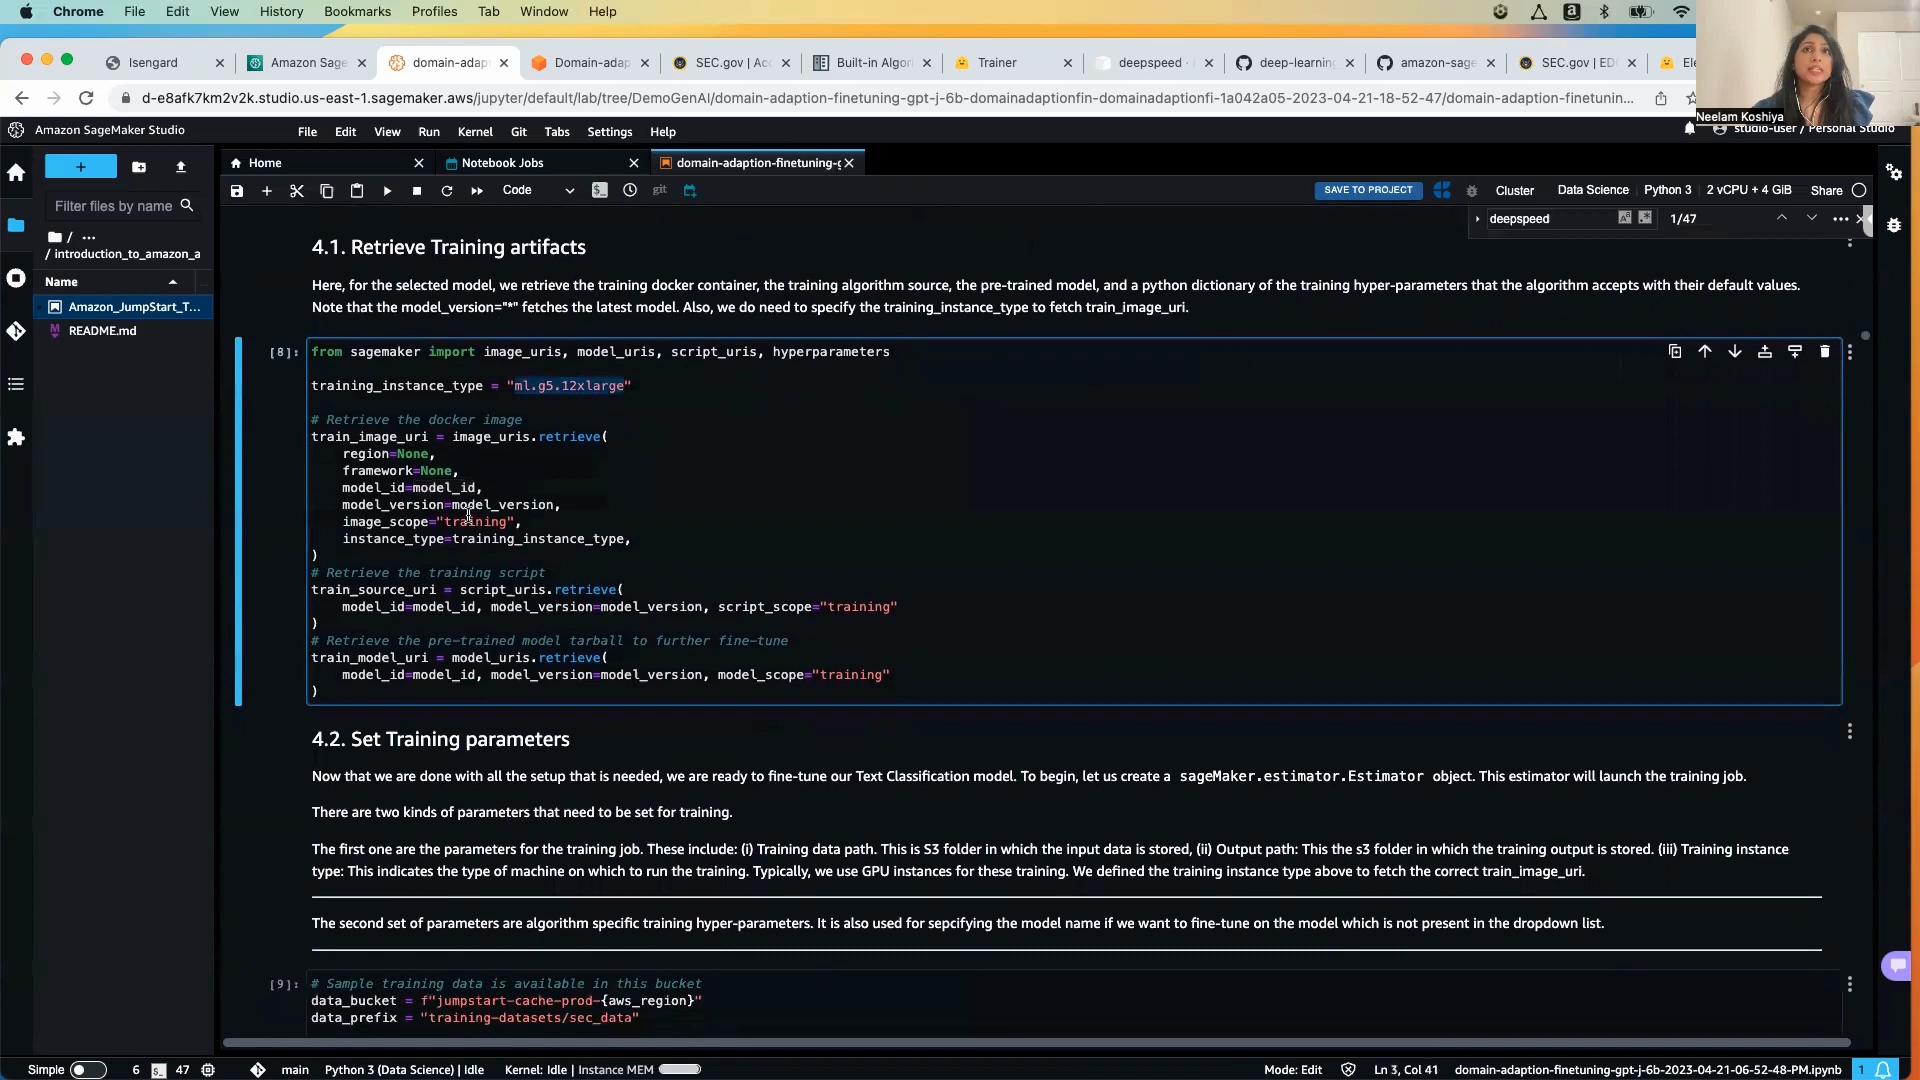 Chrome File Edit View History Bookmarks Profiles Tab Window Help
Isengard Amazon Sage domain-adap Domain-adap SEC.gov | Acc Built-in Algori Trainer deepspeed · deep-learning amazon-sage SEC.gov | ED
d-e8afk7km2v2k.studio.us-east-1.sagemaker.aws/jupyter/default/lab/tree/DemoGenAI/domain-adaption-finetuning-gpt-j-6b-domainadaptionfin-domainadaptionfi-1a042a05-2023-04-21-18-52-47/domain-adaption-finetunin...
Neelam Koshiya
Amazon SageMaker Studio File Edit View Run Kernel Git Tabs Settings Help studio-user / Personal Studio
+ Home Notebook Jobs domain-adaption-finetuning-g
Code git SAVE TO PROJECT Cluster Data Science Python 3 2 vCPU + 4 GiB Share
Filter files by name
deepspeed 1/47
/ ...
/ introduction_to_amazon_a
Name
Amazon_JumpStart_T...
README.md
4.1. Retrieve Training artifacts
Here, for the selected model, we retrieve the training docker container, the training algorithm source, the pre-trained model, and a python dictionary of the training hyper-parameters that the algorithm accepts with their default values.
Note that the model_version="*" fetches the latest model. Also, we do need to specify the training_instance_type to fetch train_image_uri.
[8]: from sagemaker import image_uris, model_uris, script_uris, hyperparameters
training_instance_type = "ml.g5.12xlarge"
# Retrieve the docker image
train_image_uri = image_uris.retrieve(
region=None,
framework=None,
model_id=model_id,
model_version=model_version,
image_scope="training",
instance_type=training_instance_type,
)
# Retrieve the training script
train_source_uri = script_uris.retrieve(
model_id=model_id, model_version=model_version, script_scope="training"
)
# Retrieve the pre-trained model tarball to further fine-tune
train_model_uri = model_uris.retrieve(
model_id=model_id, model_version=model_version, model_scope="training"
)
4.2. Set Training parameters
Now that we are done with all the setup that is needed, we are ready to fine-tune our Text Classification model. To begin, let us create a sageMaker.estimator.Estimator object. This estimator will launch the training job.
There are two kinds of parameters that need to be set for training.
The first one are the parameters for the training job. These include: (i) Training data path. This is S3 folder in which the input data is stored, (ii) Output path: This the s3 folder in which the training output is stored. (iii) Training instance
type: This indicates the type of machine on which to run the training. Typically, we use GPU instances for these training. We defined the training instance type above to fetch the correct train_image_uri.
The second set of parameters are algorithm specific training hyper-parameters. It is also used for sepcifying the model name if we want to fine-tune on the model which is not present in the dropdown list.
[9]: # Sample training data is available in this bucket
data_bucket = f"jumpstart-cache-prod-{aws_region}"
data_prefix = "training-datasets/sec_data"
Simple 6 47 main Python 3 (Data Science) | Idle Kernel: Idle | Instance MEM Mode: Edit Ln 3, Col 41 domain-adaption-finetuning-gpt-j-6b-2023-04-21-06-52-48-PM.ipynb 1